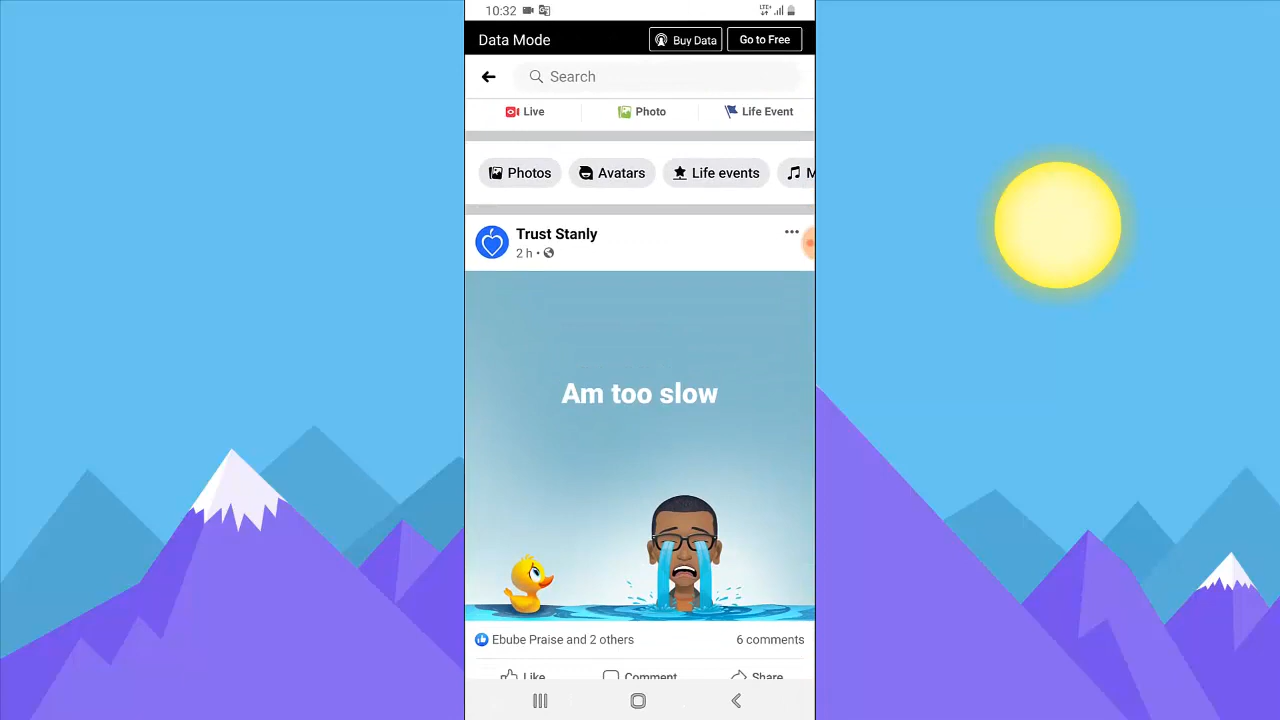 10:32
LTE+
Data Mode
Buy Data
Go to Free
Search
Live
Photo
Life Event
Photos
Avatars
Life events
M
Trust Stanly
2 h •
Am too slow
Ebube Praise and 2 others
6 comments
Like
Comment
Share